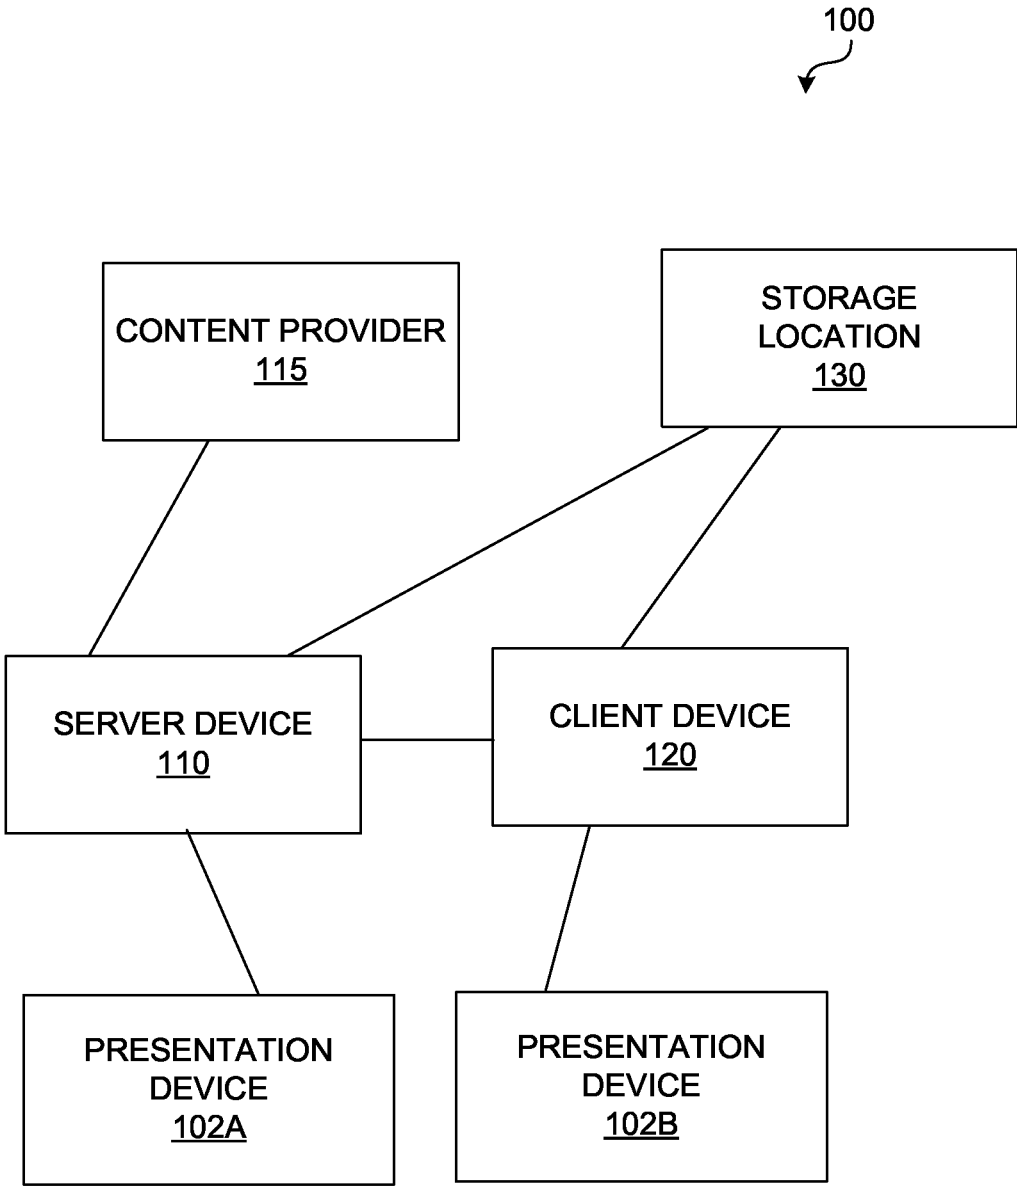 100
CONTENT PROVIDER
115
STORAGE
LOCATION
130
SERVER DEVICE
110
CLIENT DEVICE
120
PRESENTATION
DEVICE
102A
PRESENTATION
DEVICE
102B